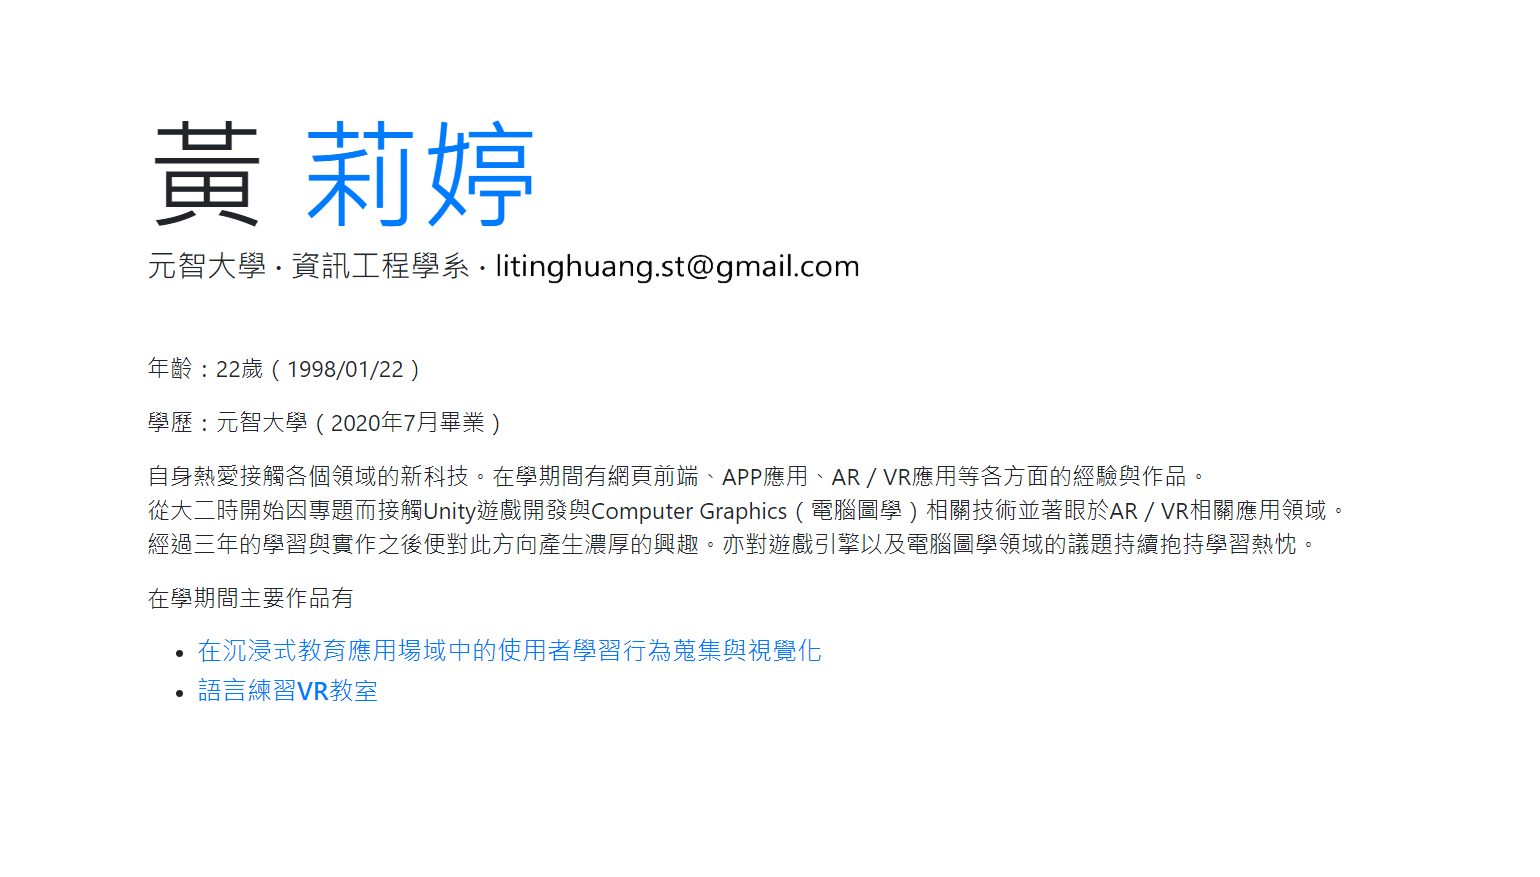 黃 莉婷
元智大學 · 資訊工程學系 · litinghuang.st@gmail.com
年齡：22歲（1998/01/22）
學歷：元智大學（2020年7月畢業）
自身熱愛接觸各個領域的新科技。在學期間有網頁前端、APP應用、AR / VR應用等各方面的經驗與作品。
從大二時開始因專題而接觸Unity遊戲開發與Computer Graphics（電腦圖學）相關技術並著眼於AR / VR相關應用領域。
經過三年的學習與實作之後便對此方向產生濃厚的興趣。亦對遊戲引擎以及電腦圖學領域的議題持續抱持學習熱忱。
在學期間主要作品有
• 在沉浸式教育應用場域中的使用者學習行為蒐集與視覺化
• 語言練習VR教室